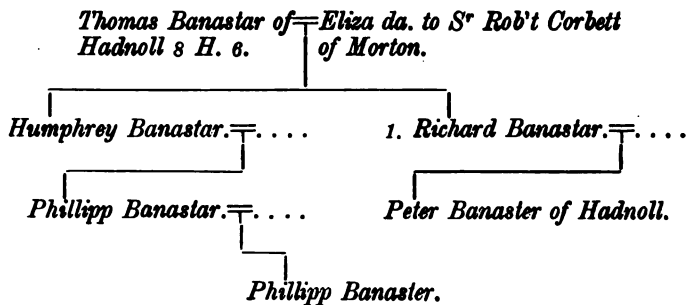 Thomas Banastar of Eliza da. to Sr Rob't Corbett
Hadnoll 8 H. 6. of Morton.
Humphrey Banastar. .... 1. Richard Banastar. ....
Phillipp Banastar. .... Peter Banaster of Hadnoll.
Phillipp Banaster.